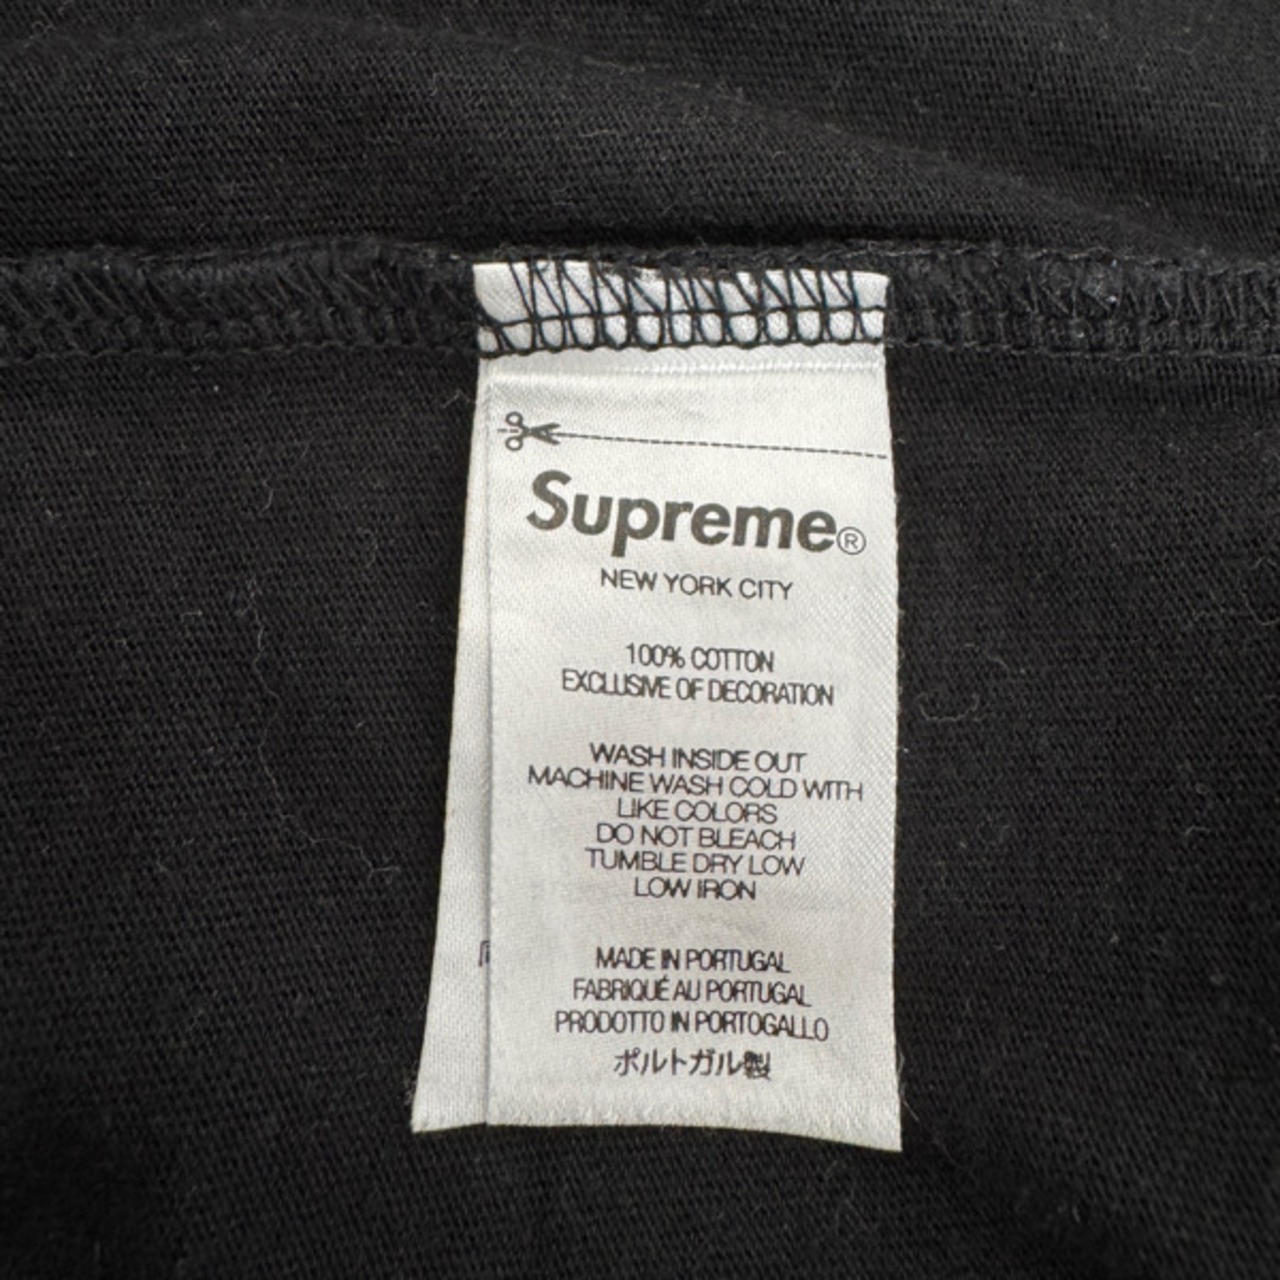 Supreme®
NEW YORK CITY
100% COTTON
EXCLUSIVE OF DECORATION
WASH INSIDE OUT
MACHINE WASH COLD WITH
LIKE COLORS
DO NOT BLEACH
TUMBLE DRY LOW
LOW IRON
MADE IN PORTUGAL
FABRIQUÉ AU PORTUGAL
PRODOTTO IN PORTOGALLO
ポルトガル製